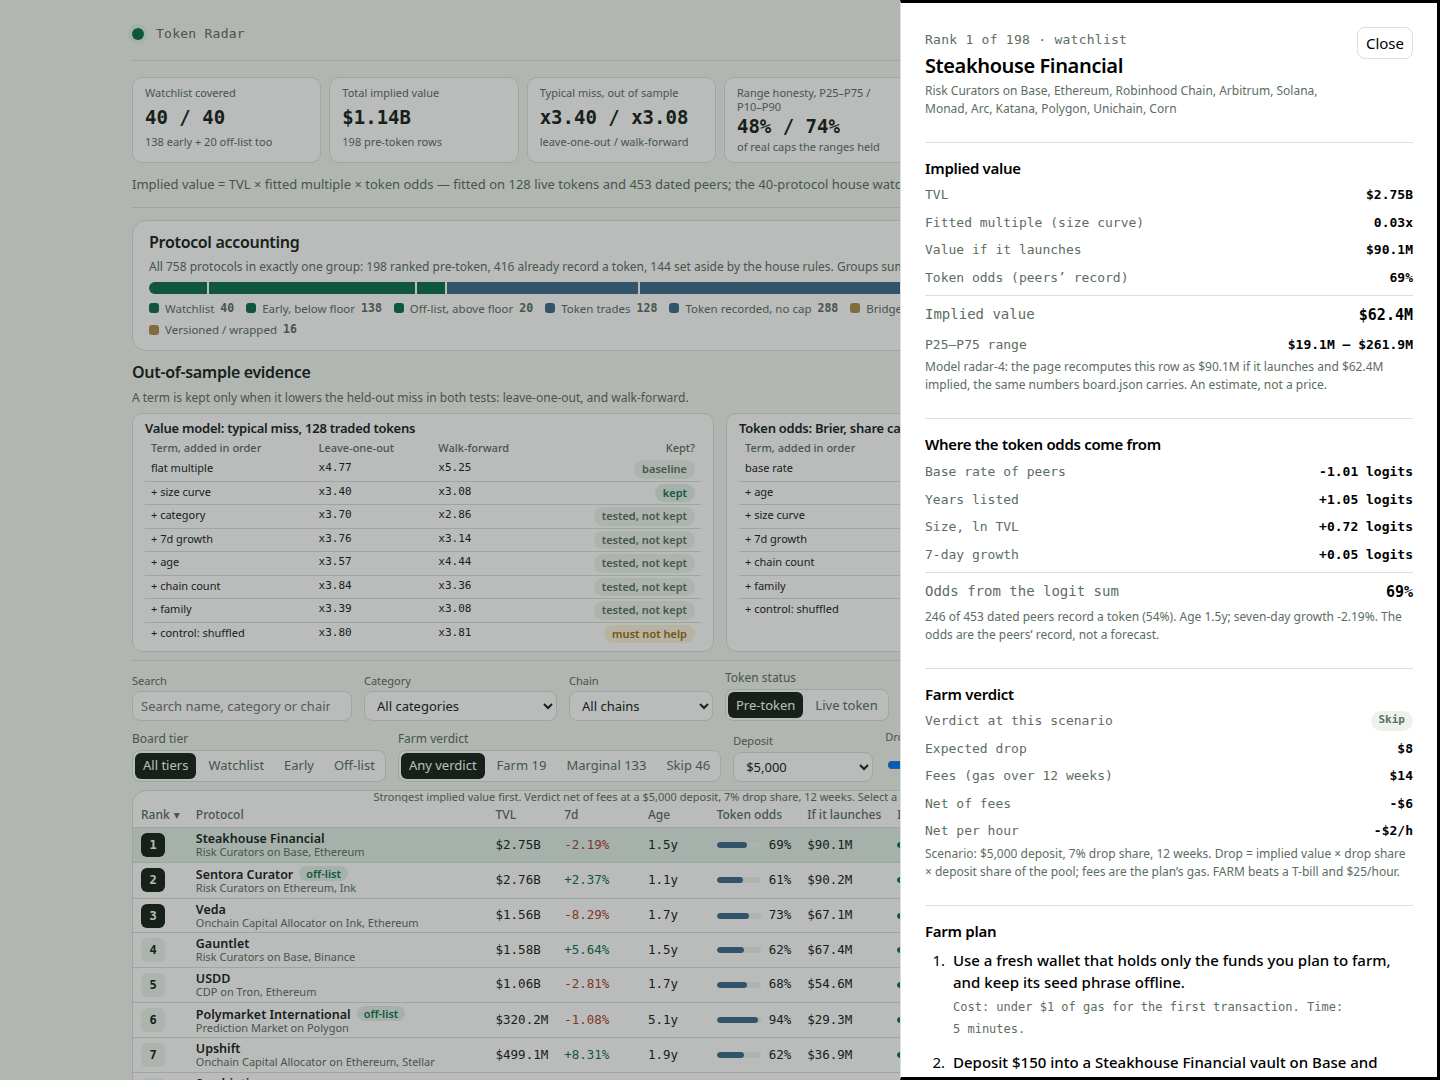 Token Radar
Watchlist covered
40 / 40
138 early + 20 off-list too
Total implied value
$1.14B
198 pre-token rows
Typical miss, out of sample
x3.40 / x3.08
leave-one-out / walk-forward
Range honesty, P25–P75 /
P10–P90
48% / 74%
of real caps the ranges held
Implied value = TVL × fitted multiple × token odds — fitted on 128 live tokens and 453 dated peers; the 40-protocol house
Protocol accounting
All 758 protocols in exactly one group: 198 ranked pre-token, 416 already record a token, 144 set aside by the house rules. Groups
Watchlist 40 Early, below floor 138 Off-list, above floor 20 Token trades 128 Token recorded, no cap 288
Versioned / wrapped 16
Out-of-sample evidence
A term is kept only when it lowers the held-out miss in both tests: leave-one-out, and walk-forward.
Value model: typical miss, 128 traded tokens
Term, added in order Leave-one-out Walk-forward Kept?
flat multiple x4.77 x5.25 baseline
+ size curve x3.40 x3.08 kept
+ category x3.70 x2.86 tested, not kept
+ 7d growth x3.76 x3.14 tested, not kept
+ age x3.57 x4.44 tested, not kept
+ chain count x3.84 x3.36 tested, not kept
+ family x3.39 x3.08 tested, not kept
+ control: shuffled x3.80 x3.81 must not help
Token odds: Brier, share
Term, added in order
base rate
+ age
+ size curve
+ 7d growth
+ chain count
+ family
+ control: shuffled
Search
Search name, category or chair
Category
All categories
Chain
All chains
Token status
Pre-token Live token
Board tier
All tiers Watchlist Early Off-list
Farm verdict
Any verdict Farm 19 Marginal 133 Skip 46
Deposit
$5,000
Strongest implied value first. Verdict net of fees at a $5,000 deposit, 7% drop share, 12 weeks. Select a
Rank ▾ Protocol TVL 7d Age Token odds If it launches
1 Steakhouse Financial $2.75B -2.19% 1.5y 69% $90.1M
Risk Curators on Base, Ethereum
2 Sentora Curator off-list $2.76B +2.37% 1.1y 61% $90.2M
Risk Curators on Ethereum, Ink
3 Veda $1.56B -8.29% 1.7y 73% $67.1M
Onchain Capital Allocator on Ink, Ethereum
4 Gauntlet $1.58B +5.64% 1.5y 62% $67.4M
Risk Curators on Base, Binance
5 USDD $1.06B -2.81% 1.7y 68% $54.6M
CDP on Tron, Ethereum
6 Polymarket International off-list $320.2M -1.08% 5.1y 94% $29.3M
Prediction Market on Polygon
7 Upshift $499.1M +8.31% 1.9y 62% $36.9M
Onchain Capital Allocator on Ethereum, Stellar
Rank 1 of 198 · watchlist
Close
Steakhouse Financial
Risk Curators on Base, Ethereum, Robinhood Chain, Arbitrum, Solana,
Monad, Arc, Katana, Polygon, Unichain, Corn
Implied value
TVL $2.75B
Fitted multiple (size curve) 0.03x
Value if it launches $90.1M
Token odds (peers’ record) 69%
Implied value $62.4M
P25–P75 range $19.1M – $261.9M
Model radar-4: the page recomputes this row as $90.1M if it launches and $62.4M
implied, the same numbers board.json carries. An estimate, not a price.
Where the token odds come from
Base rate of peers -1.01 logits
Years listed +1.05 logits
Size, ln TVL +0.72 logits
7-day growth +0.05 logits
Odds from the logit sum 69%
246 of 453 dated peers record a token (54%). Age 1.5y; seven-day growth -2.19%. The
odds are the peers’ record, not a forecast.
Farm verdict
Verdict at this scenario Skip
Expected drop $8
Fees (gas over 12 weeks) $14
Net of fees -$6
Net per hour -$2/h
Scenario: $5,000 deposit, 7% drop share, 12 weeks. Drop = implied value × drop share
× deposit share of the pool; fees are the plan’s gas. FARM beats a T-bill and $25/hour.
Farm plan
1. Use a fresh wallet that holds only the funds you plan to farm,
and keep its seed phrase offline.
Cost: under $1 of gas for the first transaction. Time:
5 minutes.
2. Deposit $150 into a Steakhouse Financial vault on Base and